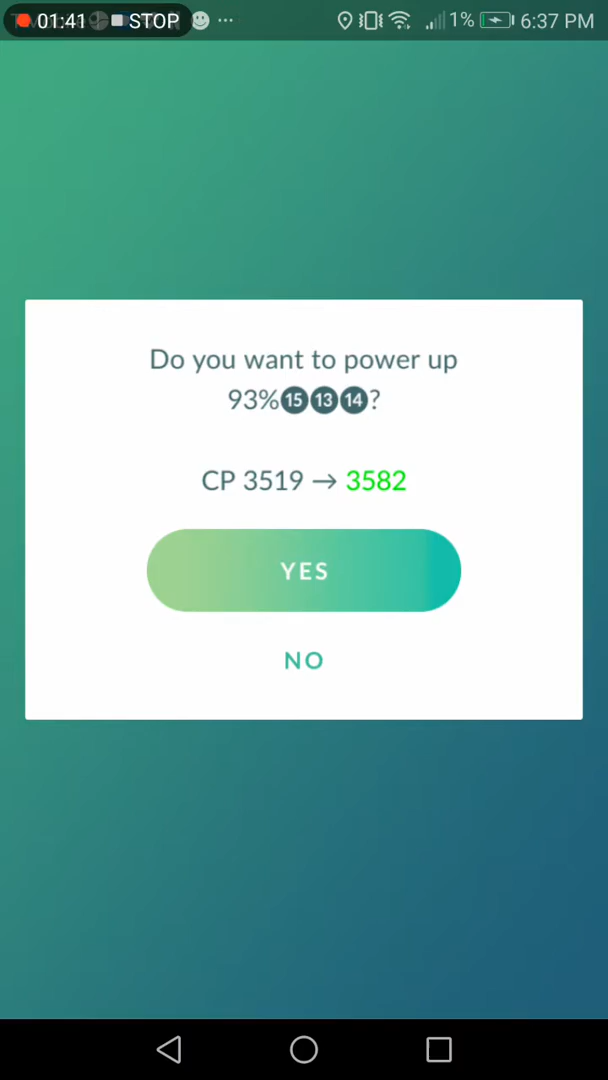 01:41 STOP ... 1% 6:37 PM
Do you want to power up
93%⓯⓭⓮?
CP 3519 → 3582
YES
NO